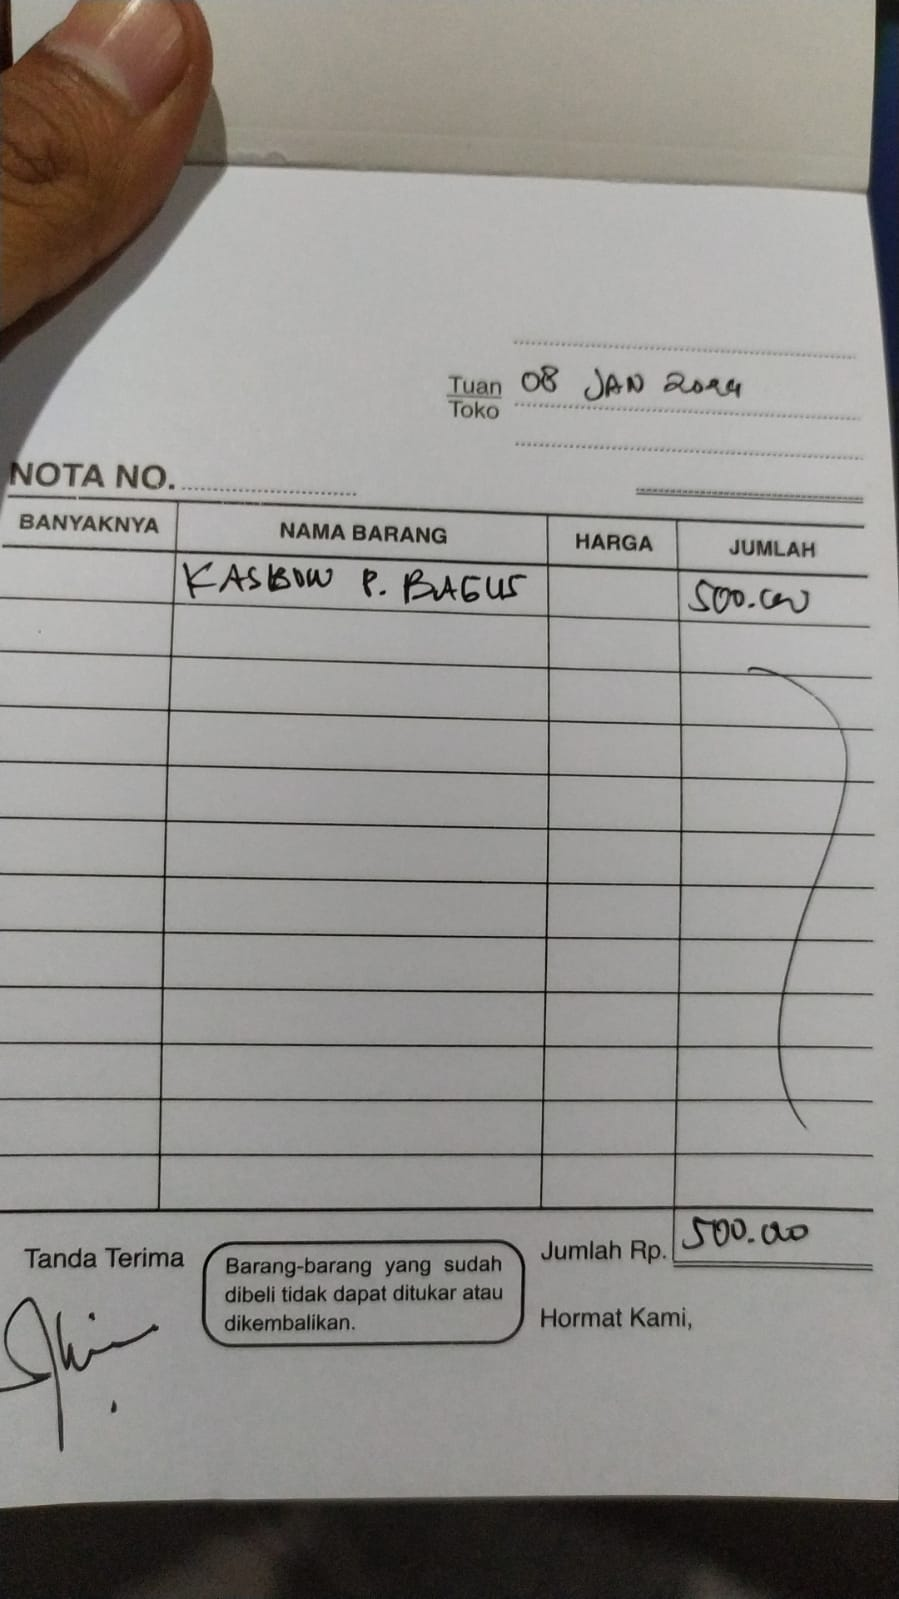 Tuan 08 JAN 2024
Toko
NOTA NO.
BANYAKNYA NAMA BARANG HARGA JUMLAH
KASBON P. BAGUS 500.000
Jumlah Rp. 500.000
Tanda Terima
Barang-barang yang sudah
dibeli tidak dapat ditukar atau
dikembalikan.
Hormat Kami,